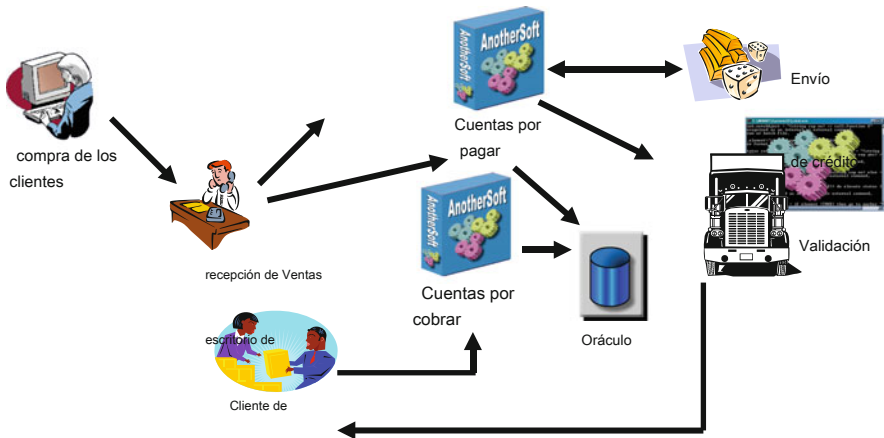 AnotherSoft
Cuentas por
pagar
Envío
compra de los
clientes
de crédito
AnotherSoft
Validación
recepción de Ventas
Cuentas por
cobrar
Oráculo
escritorio de
Cliente de